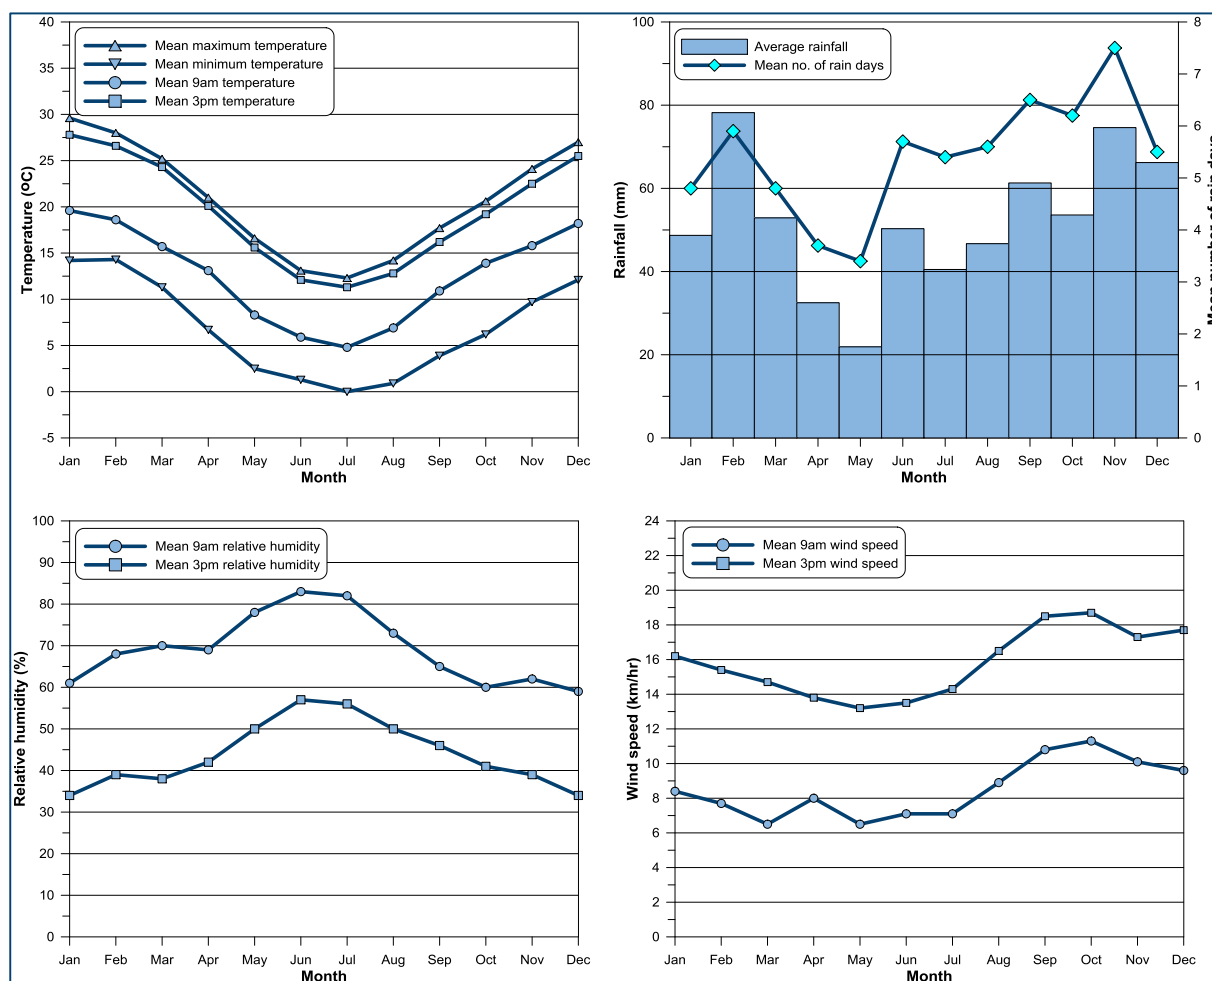 40
35
30
25
20
15
10
5
0
-5
Temperature (ºC)
Mean maximum temperature
Mean minimum temperature
Mean 9am temperature
Mean 3pm temperature
Jan Feb Mar Apr May Jun Jul Aug Sep Oct Nov Dec
Month
100
80
60
40
20
0
Rainfall (mm)
Average rainfall
Mean no. of rain days
8
7
6
5
4
3
2
1
0
Mean number of rain days
Jan Feb Mar Apr May Jun Jul Aug Sep Oct Nov Dec
Month
100
90
80
70
60
50
40
30
20
10
0
Relative humidity (%)
Mean 9am relative humidity
Mean 3pm relative humidity
Jan Feb Mar Apr May Jun Jul Aug Sep Oct Nov Dec
Month
24
22
20
18
16
14
12
10
8
6
4
2
0
Wind speed (km/hr)
Mean 9am wind speed
Mean 3pm wind speed
Jan Feb Mar Apr May Jun Jul Aug Sep Oct Nov Dec
Month